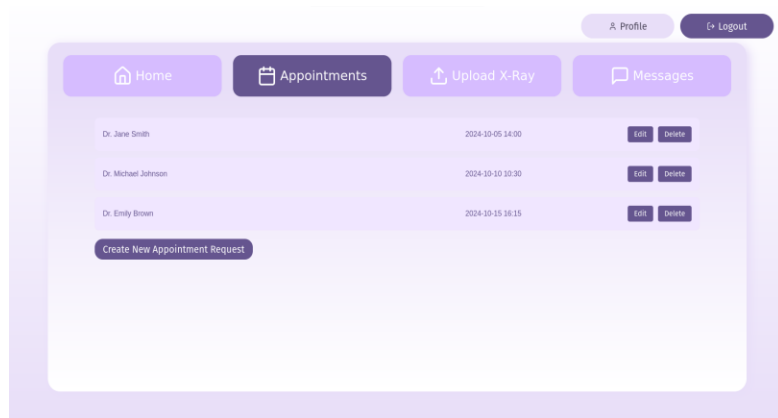 Profile Logout
Home Appointments Upload X-Ray Messages
Dr. Jane Smith 2024-10-05 14:00 Edit Delete
Dr. Michael Johnson 2024-10-10 10:30 Edit Delete
Dr. Emily Brown 2024-10-15 16:15 Edit Delete
Create New Appointment Request